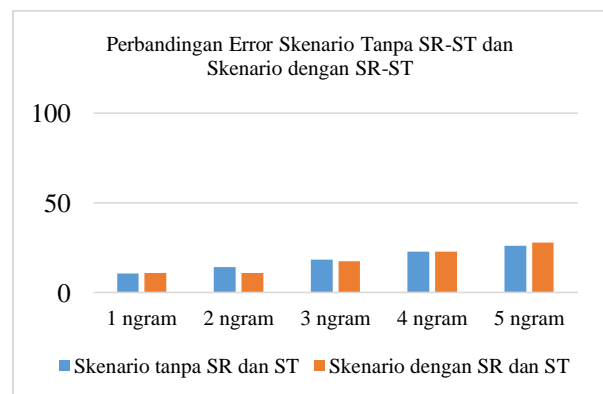 Perbandingan Error Skenario Tanpa SR-ST dan
Skenario dengan SR-ST
100
50
0
1 ngram 2 ngram 3 ngram 4 ngram 5 ngram
Skenario tanpa SR dan ST Skenario dengan SR dan ST